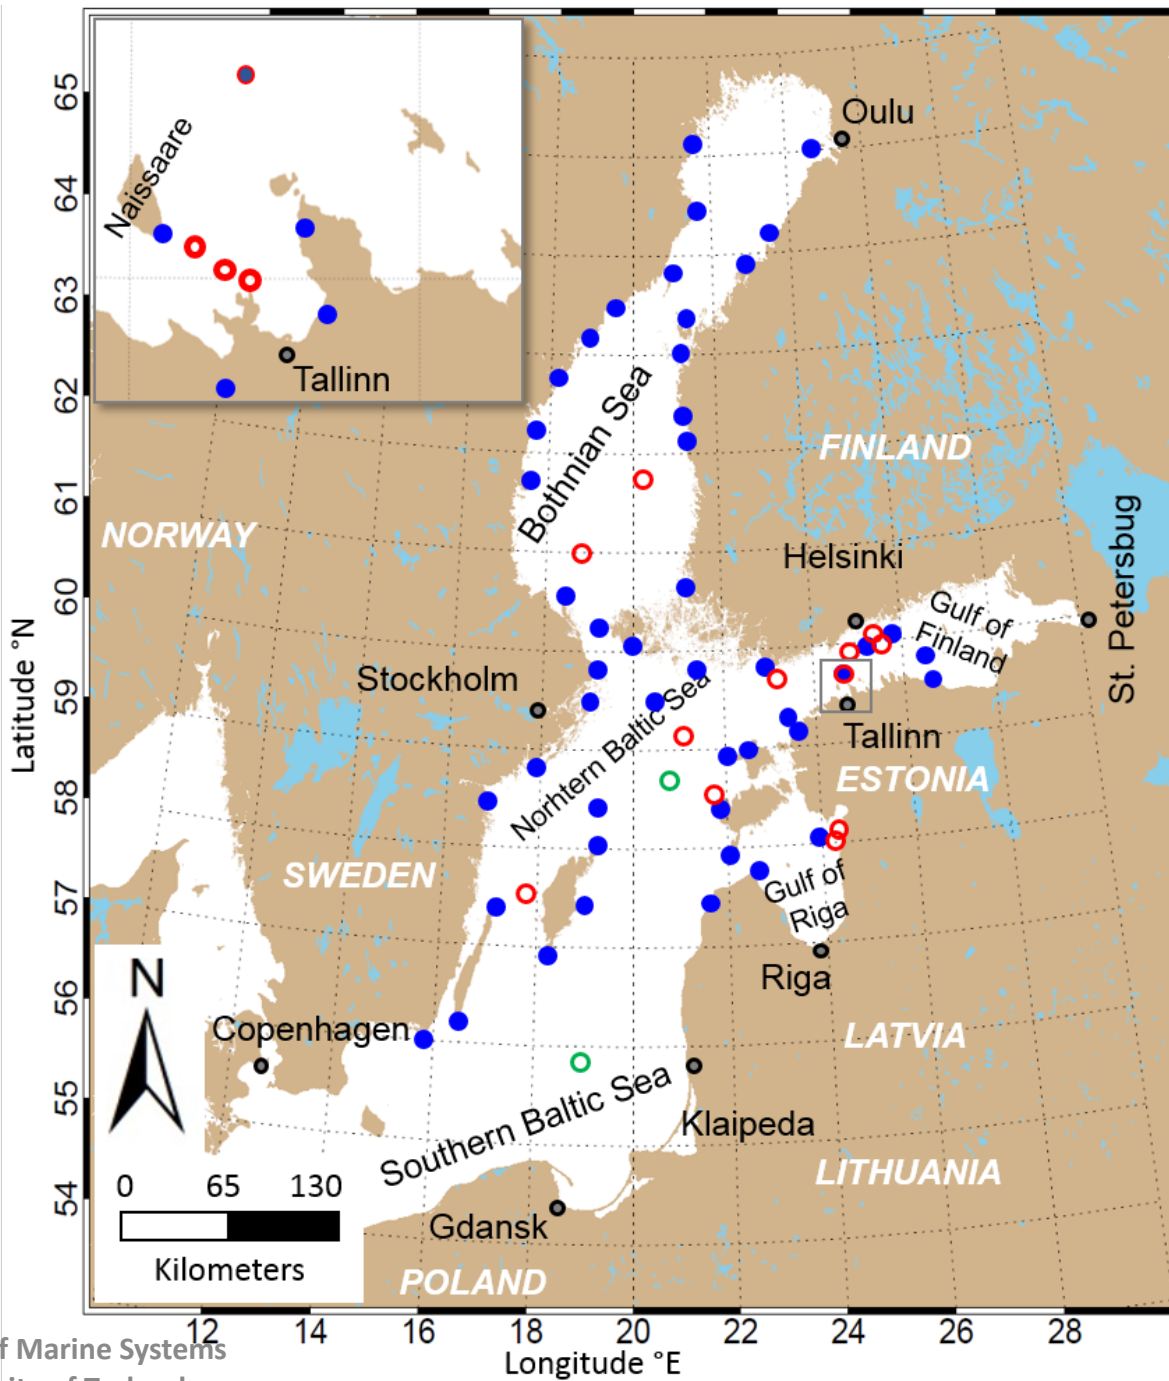 Naissaare
Tallinn
Oulu
Bothnian Sea
FINLAND
NORWAY
Helsinki
Gulf of
Finland
St. Petersbug
Stockholm
Norhtern Baltic Sea
Tallinn
ESTONIA
SWEDEN
Gulf of
Riga
Riga
N
Copenhagen
LATVIA
Southern Baltic Sea
Klaipeda
LITHUANIA
0 65 130
Kilometers
Gdansk
POLAND
65
64
63
62
61
60
59
58
57
56
55
54
Latitude °N
12 14 16 18 20 22 24 26 28
Longitude °E
f Marine Systems